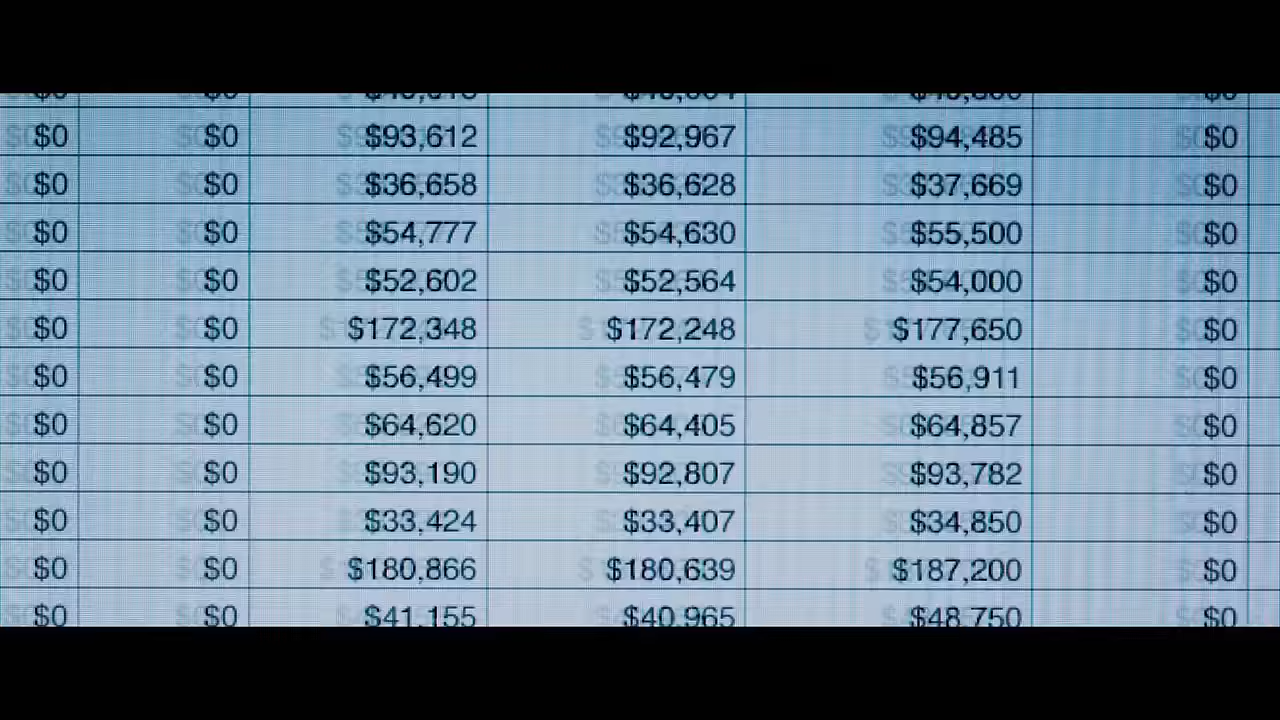 $0 $0 $93,612 $92,967 $94,485 $0
$0 $0 $36,658 $36,628 $37,669 $0
$0 $0 $54,777 $54,630 $55,500 $0
$0 $0 $52,602 $52,564 $54,000 $0
$0 $0 $172,348 $172,248 $177,650 $0
$0 $0 $56,499 $56,479 $56,911 $0
$0 $0 $64,620 $64,405 $64,857 $0
$0 $0 $93,190 $92,807 $93,782 $0
$0 $0 $33,424 $33,407 $34,850 $0
$0 $0 $180,866 $180,639 $187,200 $0
$0 $0 $41,155 $40,965 $48,750 $0